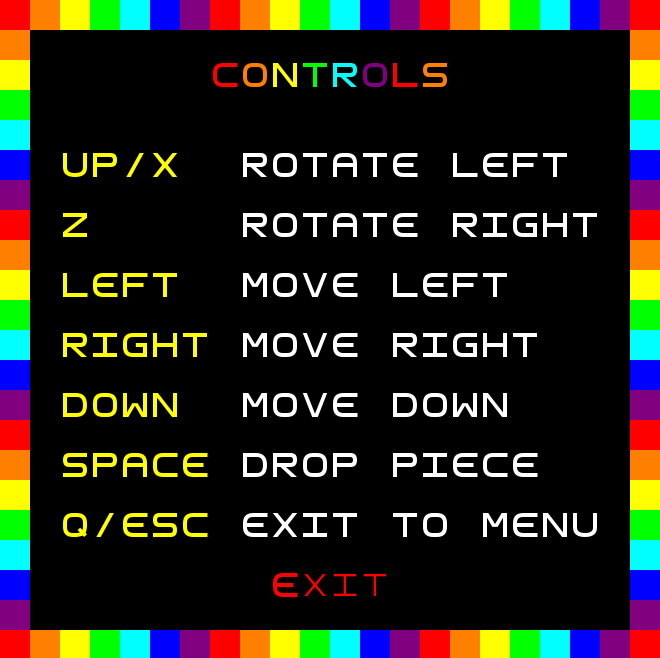 CONTROLS
UP/X ROTATE LEFT
Z ROTATE RIGHT
LEFT MOVE LEFT
RIGHT MOVE RIGHT
DOWN MOVE DOWN
SPACE DROP PIECE
Q/ESC EXIT TO MENU
EXIT